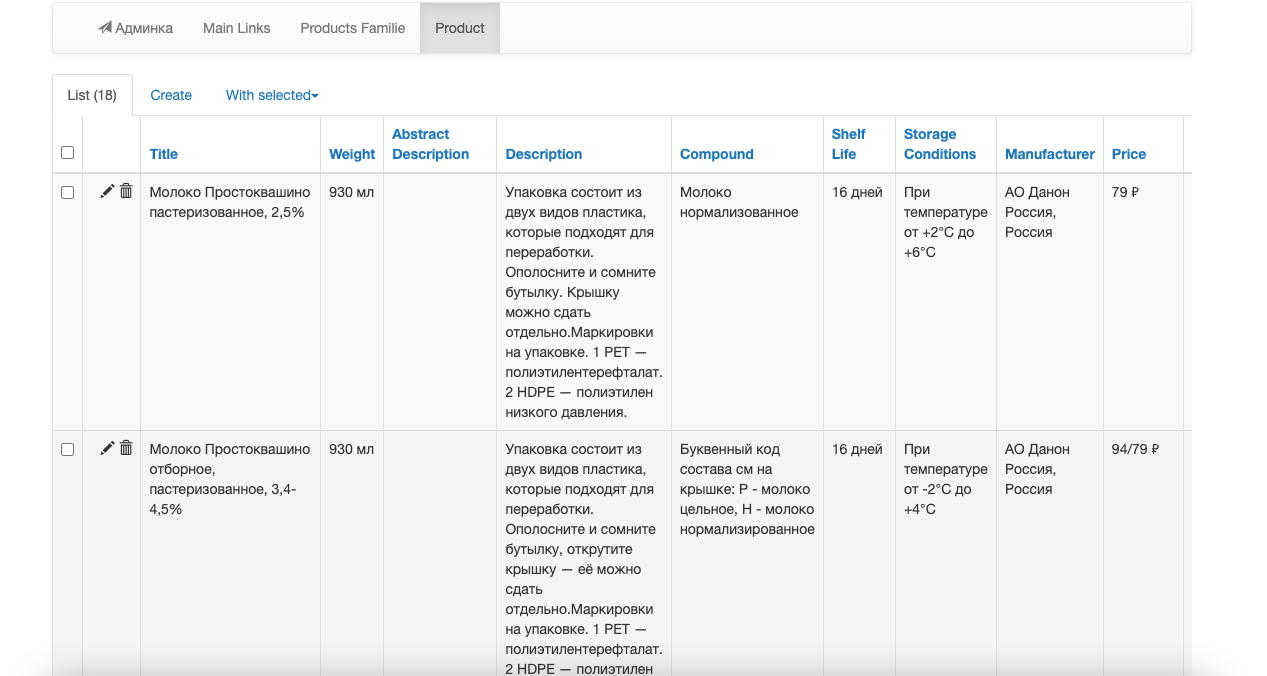 Админка Main Links Products Familie Product
List (18) Create With selected
Title Weight Abstract Description Description Compound Shelf Life Storage Conditions Manufacturer Price
Молоко Простоквашино
пастеризованное, 2,5%
930 мл
Упаковка состоит из
двух видов пластика,
которые подходят для
переработки.
Ополосните и сомните
бутылку. Крышку
можно сдать
отдельно.Маркировки
на упаковке. 1 PET —
полиэтилентерефталат.
2 HDPE — полиэтилен
низкого давления.
Молоко
нормализованное
16 дней
При
температуре
от +2°C до
+6°C
АО Данон
Россия,
Россия
79 ₽
Молоко Простоквашино
отборное,
пастеризованное, 3,4-
4,5%
930 мл
Упаковка состоит из
двух видов пластика,
которые подходят для
переработки.
Ополосните и сомните
бутылку, открутите
крышку — её можно
сдать
отдельно.Маркировки
на упаковке. 1 PET —
полиэтилентерефталат.
2 HDPE — полиэтилен
Буквенный код
состава см на
крышке: Р - молоко
цельное, Н - молоко
нормализированное
16 дней
При
температуре
от -2°C до
+4°C
АО Данон
Россия,
Россия
94/79 ₽